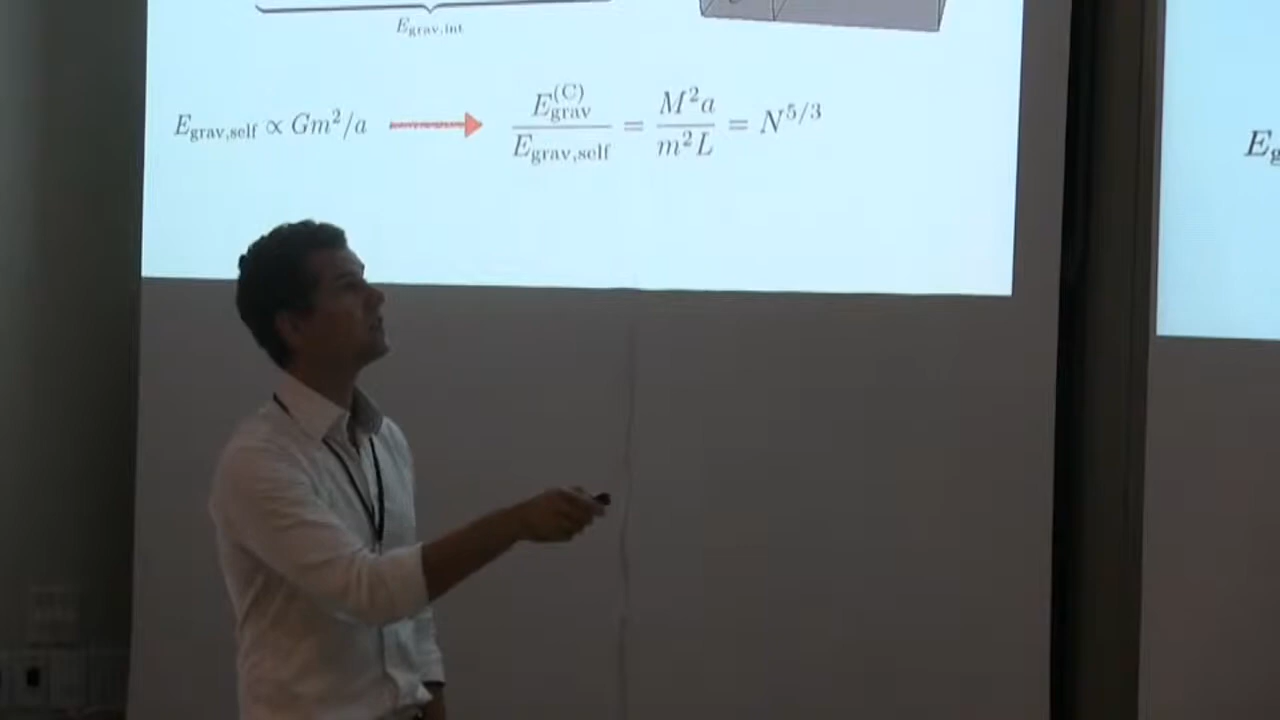 E_grav,int
E_grav,self ∝ Gm²/a → E_grav^(C) / E_grav,self = M²a / m²L = N^5/3